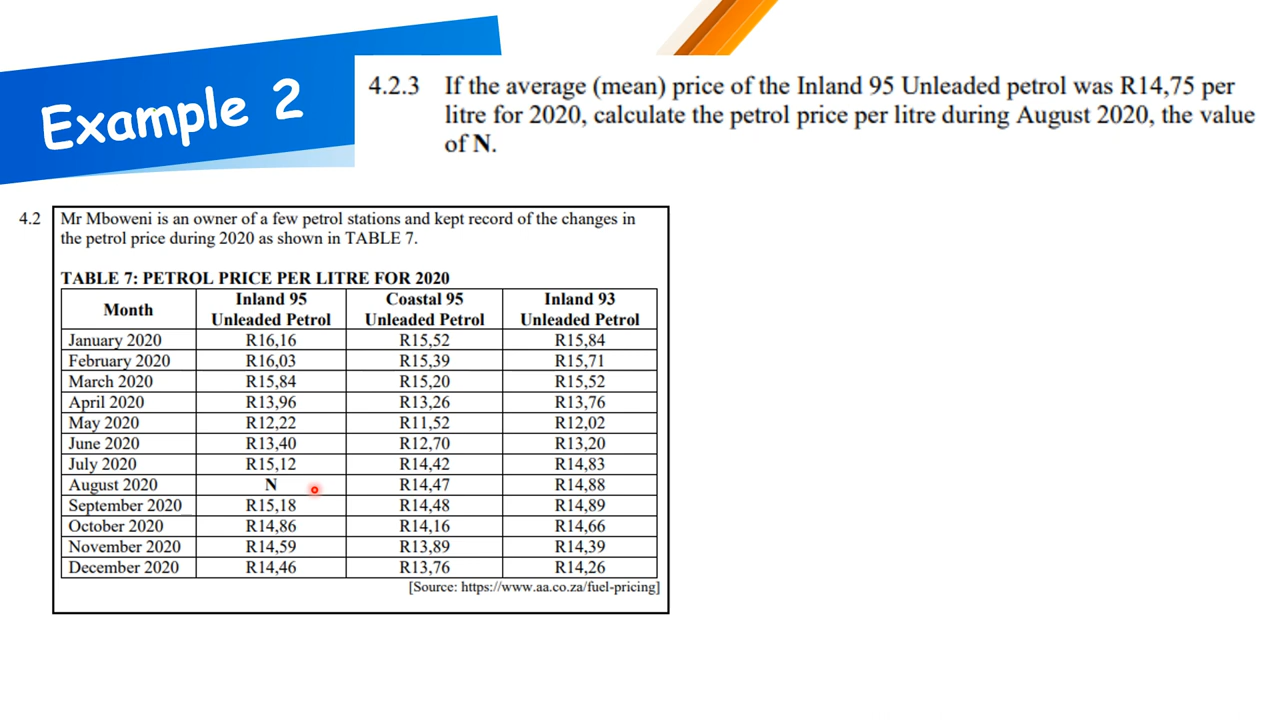 Example 2
4.2.3 If the average (mean) price of the Inland 95 Unleaded petrol was R14,75 per
litre for 2020, calculate the petrol price per litre during August 2020, the value
of N.
4.2 Mr Mboweni is an owner of a few petrol stations and kept record of the changes in
the petrol price during 2020 as shown in TABLE 7.
TABLE 7: PETROL PRICE PER LITRE FOR 2020
Month Inland 95 Unleaded Petrol Coastal 95 Unleaded Petrol Inland 93 Unleaded Petrol
January 2020 R16,16 R15,52 R15,84
February 2020 R16,03 R15,39 R15,71
March 2020 R15,84 R15,20 R15,52
April 2020 R13,96 R13,26 R13,76
May 2020 R12,22 R11,52 R12,02
June 2020 R13,40 R12,70 R13,20
July 2020 R15,12 R14,42 R14,83
August 2020 N R14,47 R14,88
September 2020 R15,18 R14,48 R14,89
October 2020 R14,86 R14,16 R14,66
November 2020 R14,59 R13,89 R14,39
December 2020 R14,46 R13,76 R14,26
[Source: https://www.aa.co.za/fuel-pricing]